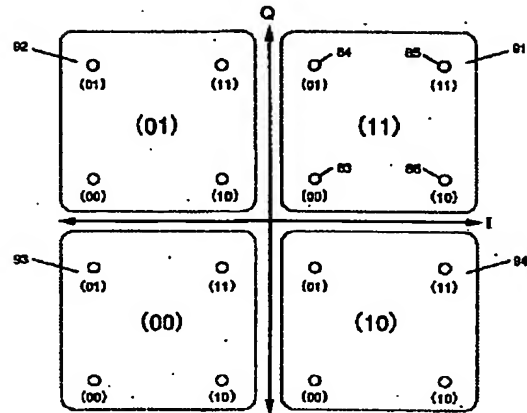 Q
92 84 85 91
(01) (11) (01) (11)
(01) (11)
83 86
(00) (10) (00) (10)
I
93 94
(01) (11) (01) (11)
(00) (10)
(00) (10) (00) (10)